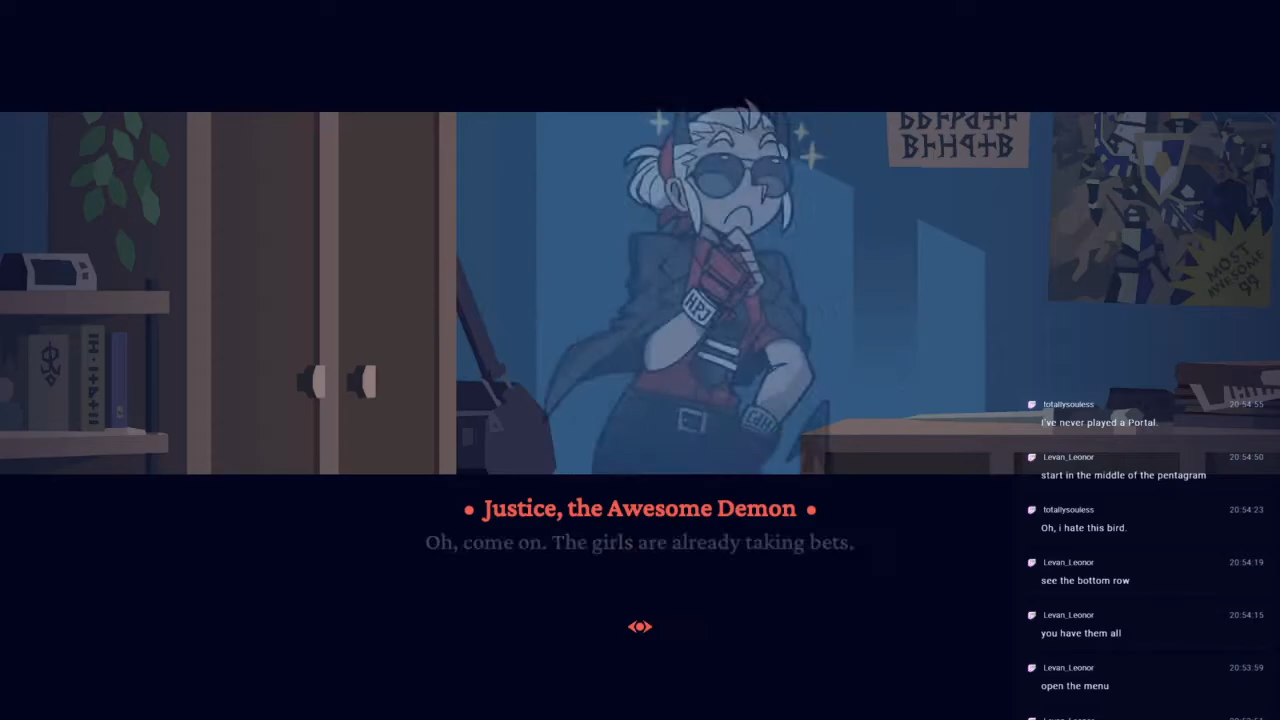 MOST
AWESOME
99
HPJ
● Justice, the Awesome Demon ●
Oh, come on. The girls are already taking bets.
totallysouless 20:54:55
I've never played a Portal.
Levan_Leonor 20:54:50
start in the middle of the pentagram
totallysouless 20:54:23
Oh, i hate this bird.
Levan_Leonor 20:54:19
see the bottom row
Levan_Leonor 20:54:15
you have them all
Levan_Leonor 20:53:59
open the menu